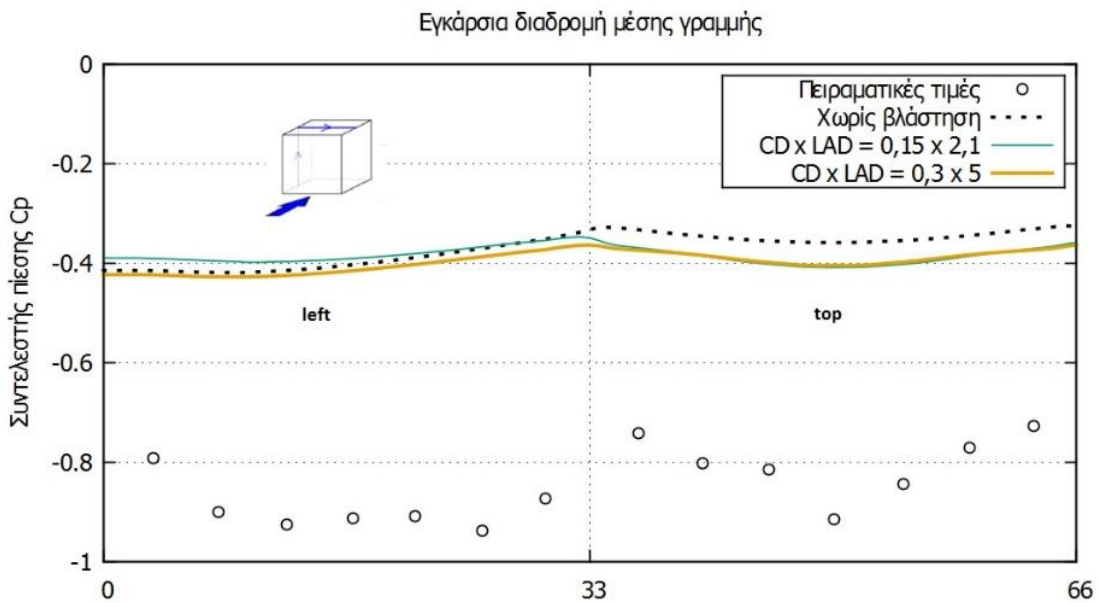 Εγκάρσια διαδρομή μέσης γραμμής
0
Πειραματικές τιμές
Χωρίς βλάστηση
CD x LAD = 0,15 x 2,1
CD x LAD = 0,3 x 5
-0.2
-0.4
Συντελεστής πίεσης Cp
left
top
-0.6
-0.8
-1
0
33
66